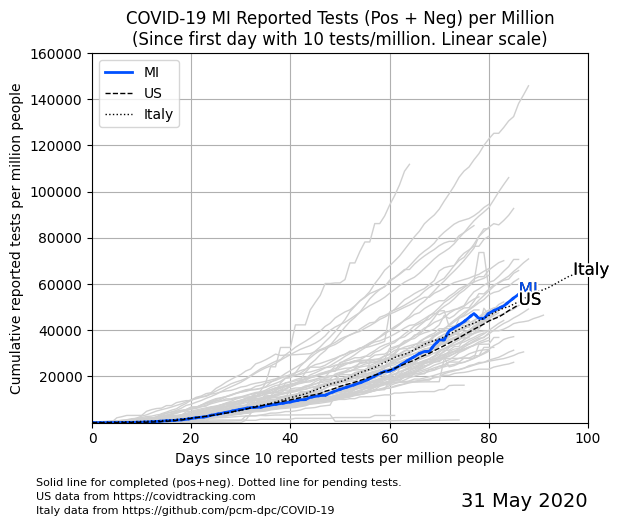 COVID-19 MI Reported Tests (Pos + Neg) per Million
(Since first day with 10 tests/million. Linear scale)
Cumulative reported tests per million people
160000
140000
120000
100000
80000
60000
40000
20000
MI
US
Italy
Italy
MI
US
0 20 40 60 80 100
Days since 10 reported tests per million people
Solid line for completed (pos+neg). Dotted line for pending tests.
US data from https://covidtracking.com
Italy data from https://github.com/pcm-dpc/COVID-19
31 May 2020